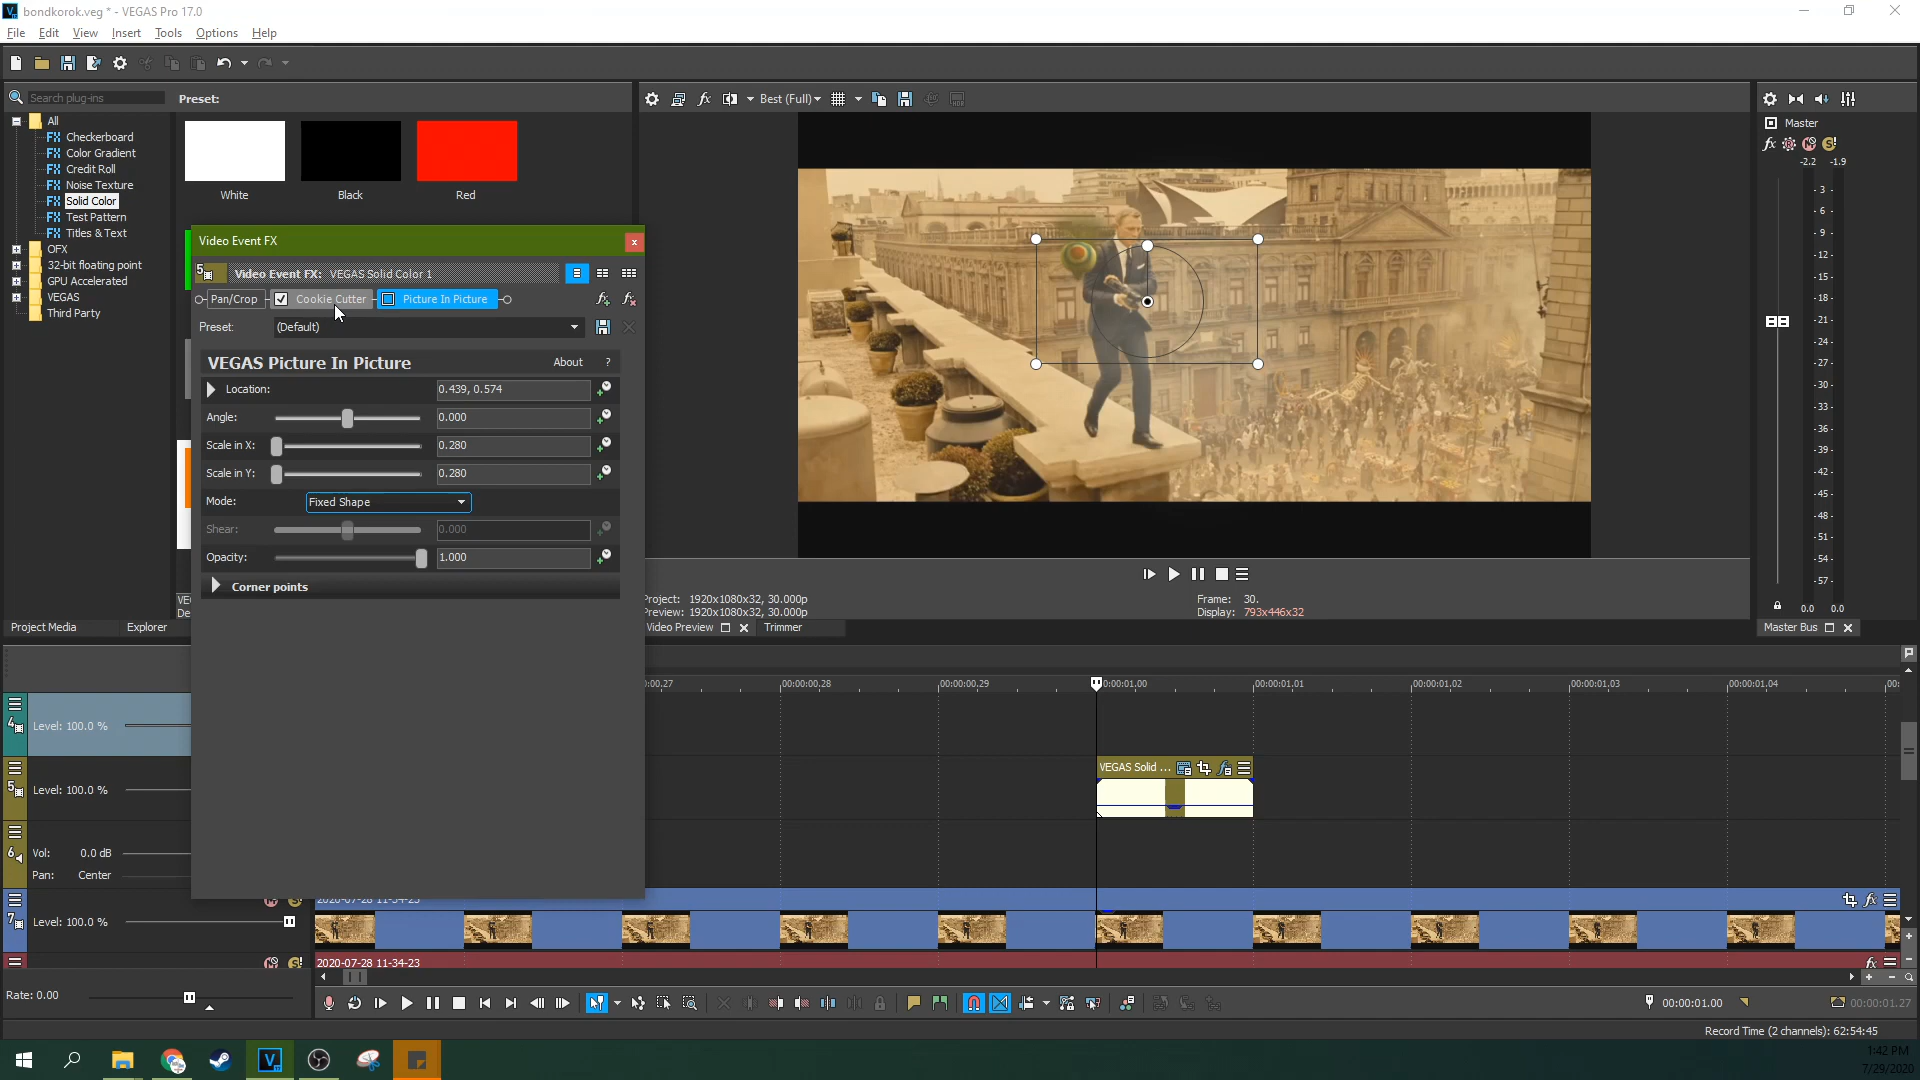 bondkorok.veg * - VEGAS Pro 17.0
File Edit View Insert Tools Options Help
Search plug-ins
Preset:
Best (Full)
All
Checkerboard
Color Gradient
Credit Roll
Noise Texture
Solid Color
Test Pattern
Titles & Text
OFX
32-bit floating point
GPU Accelerated
VEGAS
Third Party
White Black Red
Master
-2.2 -1.9
- 3 -
- 6 -
- 9 -
-12-
-15-
-18-
-21-
-24-
-27-
-30-
-33-
-36-
-39-
-42-
-45-
-48-
-51-
-54-
-57-
0.0 0.0
Master Bus
Video Event FX
Video Event FX: VEGAS Solid Color 1
Pan/Crop Cookie Cutter Picture In Picture
Preset: (Default)
VEGAS Picture In Picture About ?
Location: 0.439, 0.574
Angle: 0.000
Scale in X: 0.280
Scale in Y: 0.280
Mode: Fixed Shape
Shear: 0.000
Opacity: 1.000
Corner points
Project: 1920x1080x32, 30.000p
Preview: 1920x1080x32, 30.000p
Frame: 30.
Display: 793x446x32
Project Media Explorer
Video Preview Trimmer
00:00:00.28 00:00:00.29 00:00:01.00 00:00:01.01 00:00:01.02 00:00:01.03 00:00:01.04
4 Level: 100.0 %
5 Level: 100.0 %
VEGAS Solid ...
6 Vol: 0.0 dB
Pan: Center
7 Level: 100.0 %
2020-07-28 11-34-23
2020-07-28 11-34-23
Rate: 0.00
00:00:01.00
00:00:01.27
Record Time (2 channels): 62:54:45
1:42 PM
7/29/2020